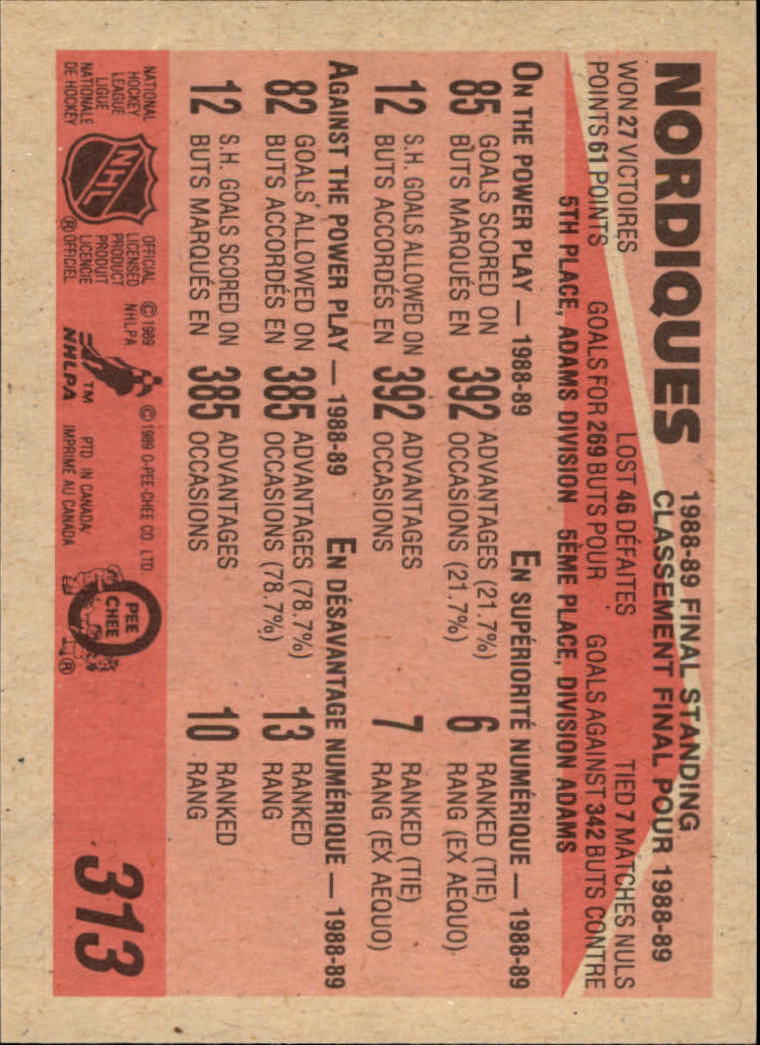 NORDIQUES
1988-89 FINAL STANDING
CLASSEMENT FINAL POUR 1988-89
WON 27 VICTOIRES LOST 46 DÉFAITES TIED 7 MATCHES NULS
POINTS 61 POINTS GOALS FOR 269 BUTS POUR GOALS AGAINST 342 BUTS CONTRE
5TH PLACE, ADAMS DIVISION 5ÈME PLACE, DIVISION ADAMS
ON THE POWER PLAY — 1988-89 EN SUPÉRIORITÉ NUMÉRIQUE — 1988-89
85 GOALS SCORED ON 392 ADVANTAGES (21.7%) 6 RANKED (TIE)
BUTS MARQUÉS EN OCCASIONS (21.7%) RANG (EX AEQUO)
12 S.H. GOALS ALLOWED ON 392 ADVANTAGES 7 RANKED (TIE)
BUTS ACCORDÉS EN OCCASIONS RANG (EX AEQUO)
AGAINST THE POWER PLAY — 1988-89 EN DÉSAVANTAGE NUMÉRIQUE — 1988-89
82 GOALS ALLOWED ON 385 ADVANTAGES (78.7%) 13 RANKED
BUTS ACCORDÉS EN OCCASIONS (78.7%) RANG
12 S.H. GOALS SCORED ON 385 ADVANTAGES 10 RANKED
BUTS MARQUÉS EN OCCASIONS RANG
NATIONAL
HOCKEY
LEAGUE
LIGUE
NATIONALE
DE HOCKEY
NHL
OFFICIAL
LICENSED
PRODUCT
PRODUIT
LICENCIE
® OFFICIEL
© 1989
NHLPA
TM
NHLPA
© 1989 O-PEE-CHEE CO LTD.
PTD. IN CANADA
IMPRIMÉ AU CANADA
O
PEE
CHEE
®
313